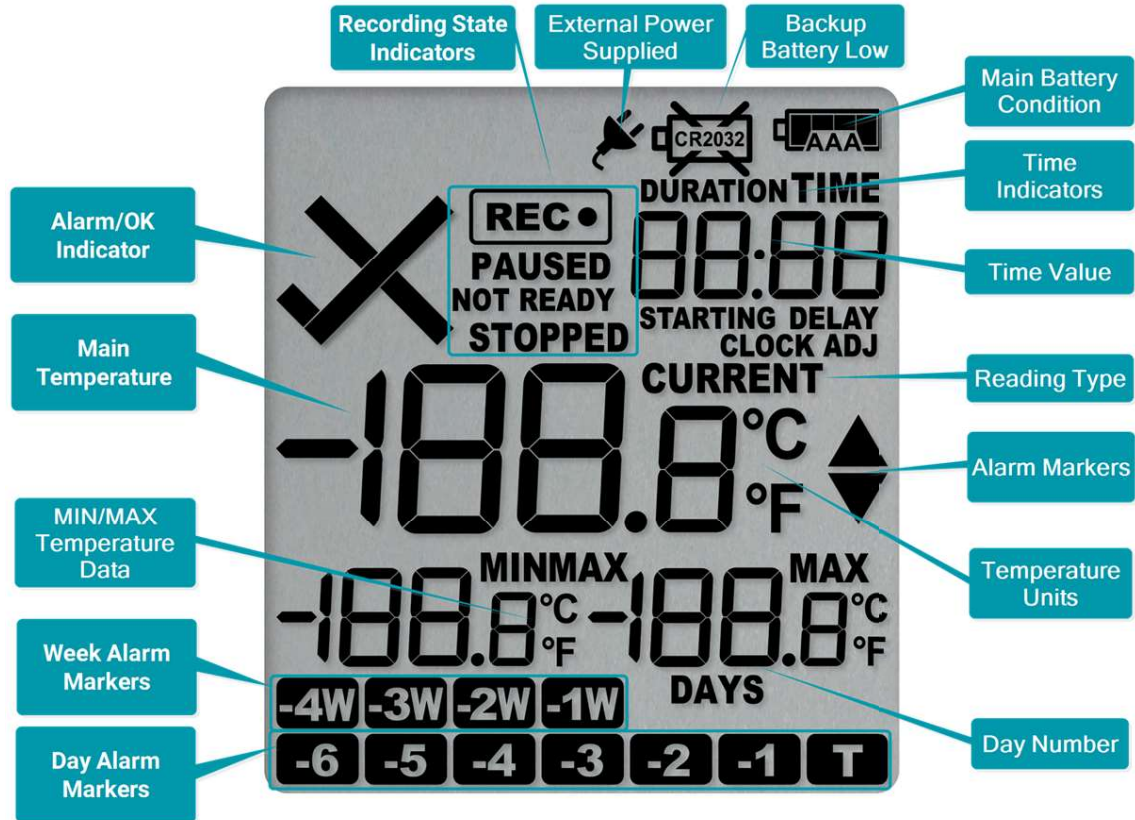 Recording State
Indicators
External Power
Supplied
Backup
Battery Low
Main Battery
Condition
CR2032
AAA
Time
Indicators
DURATION TIME
Alarm/OK
Indicator
REC
88:88
Time Value
PAUSED
NOT READY
STOPPED
STARTING DELAY
CLOCK ADJ
Main
Temperature
CURRENT
Reading Type
-188.8
°C
°F
Alarm Markers
MIN/MAX
Temperature
Data
MINMAX
MAX
-188.8
°C
°F
-188.8
°C
°F
Temperature
Units
Week Alarm
Markers
-4W
-3W
-2W
-1W
DAYS
Day Alarm
Markers
-6
-5
-4
-3
-2
-1
T
Day Number